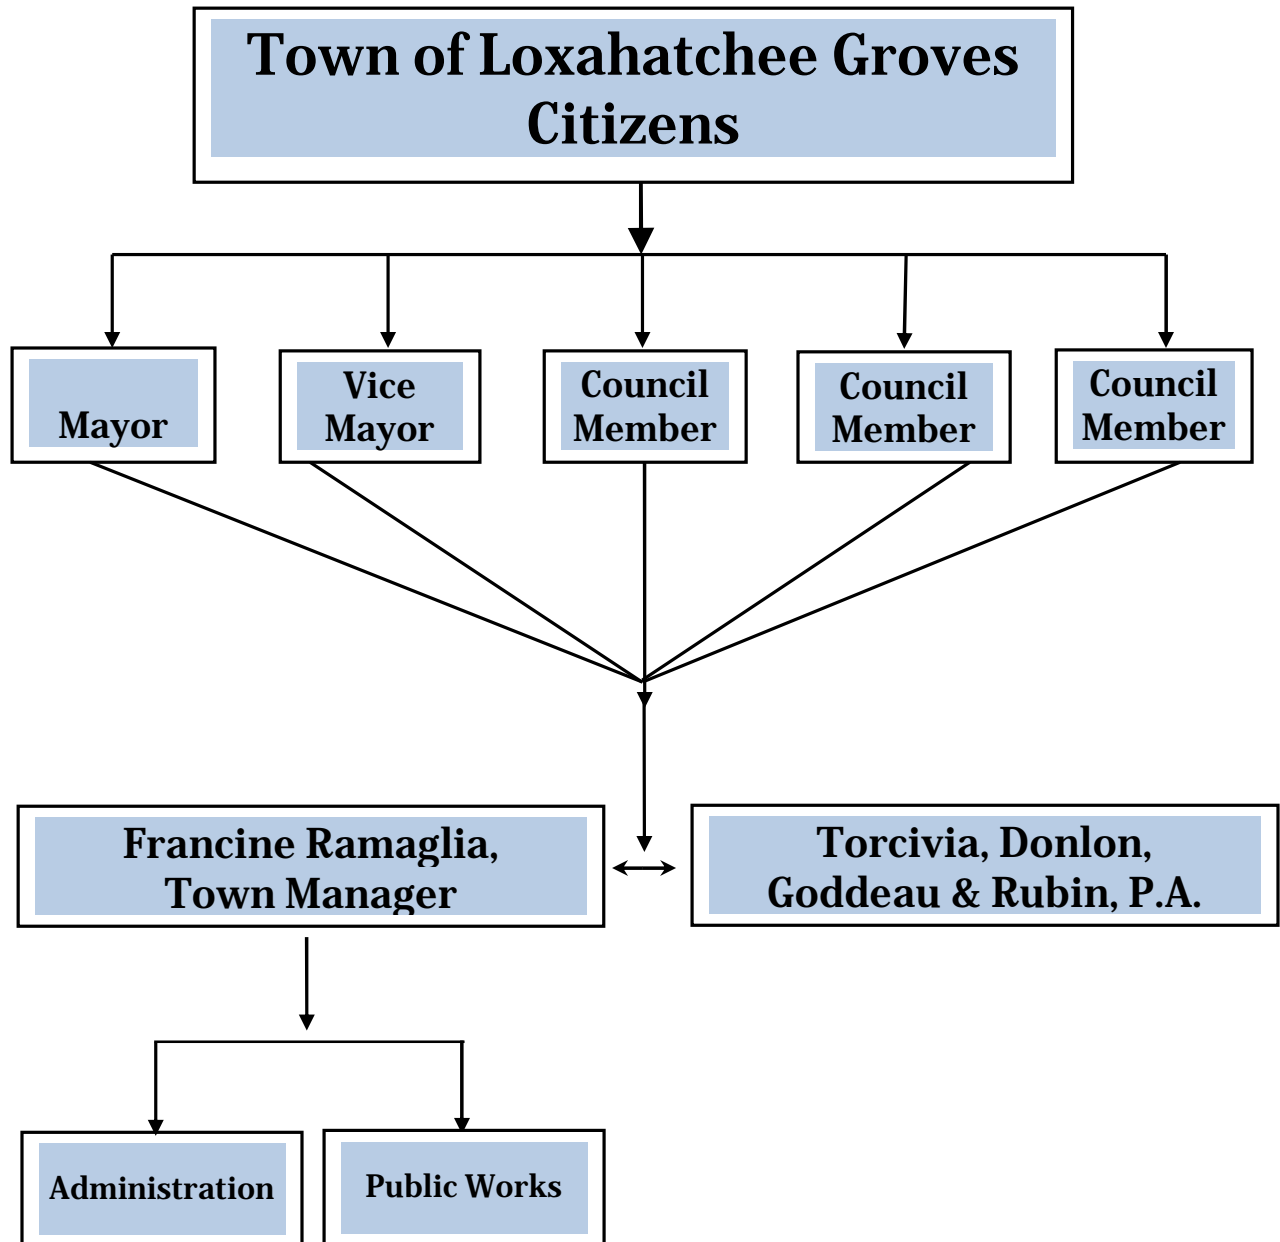 Town of Loxahatchee Groves
Citizens
Mayor
Vice
Mayor
Council
Member
Council
Member
Council
Member
Francine Ramaglia,
Town Manager
Torcivia, Donlon,
Goddeau & Rubin, P.A.
Administration
Public Works